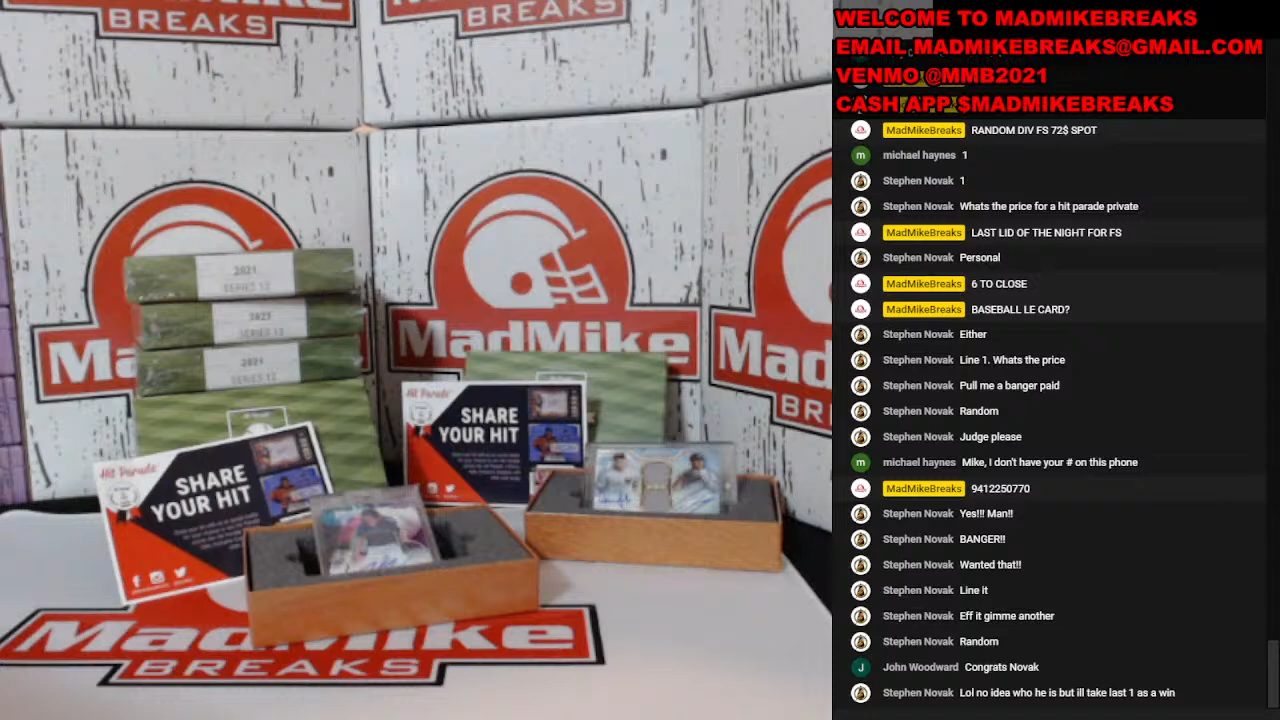 BREAKS
BREAKS
WELCOME TO MADMIKEBREAKS
EMAIL MADMIKEBREAKS@GMAIL.COM
VENMO @MMB2021
CASH APP $MADMIKEBREAKS
MadMikeBreaks RANDOM DIV FS 72$ SPOT
m michael haynes 1
Stephen Novak 1
Stephen Novak Whats the price for a hit parade private
MadMikeBreaks LAST LID OF THE NIGHT FOR FS
Stephen Novak Personal
MadMikeBreaks 6 TO CLOSE
MadMikeBreaks BASEBALL LE CARD?
Stephen Novak Either
Stephen Novak Line 1. Whats the price
Stephen Novak Pull me a banger paid
Stephen Novak Random
Stephen Novak Judge please
m michael haynes Mike, I don't have your # on this phone
MadMikeBreaks 9412250770
Stephen Novak Yes!!! Man!!
Stephen Novak BANGER!!
Stephen Novak Wanted that!!
Stephen Novak Line it
Stephen Novak Eff it gimme another
Stephen Novak Random
J John Woodward Congrats Novak
Stephen Novak Lol no idea who he is but ill take last 1 as a win
2021
SERIES 12
2021
SERIES 12
2021
SERIES 12
MadMike
Hit Parade
SHARE
YOUR HIT
Hit Parade
SHARE
YOUR HIT
MadMike
BREAKS